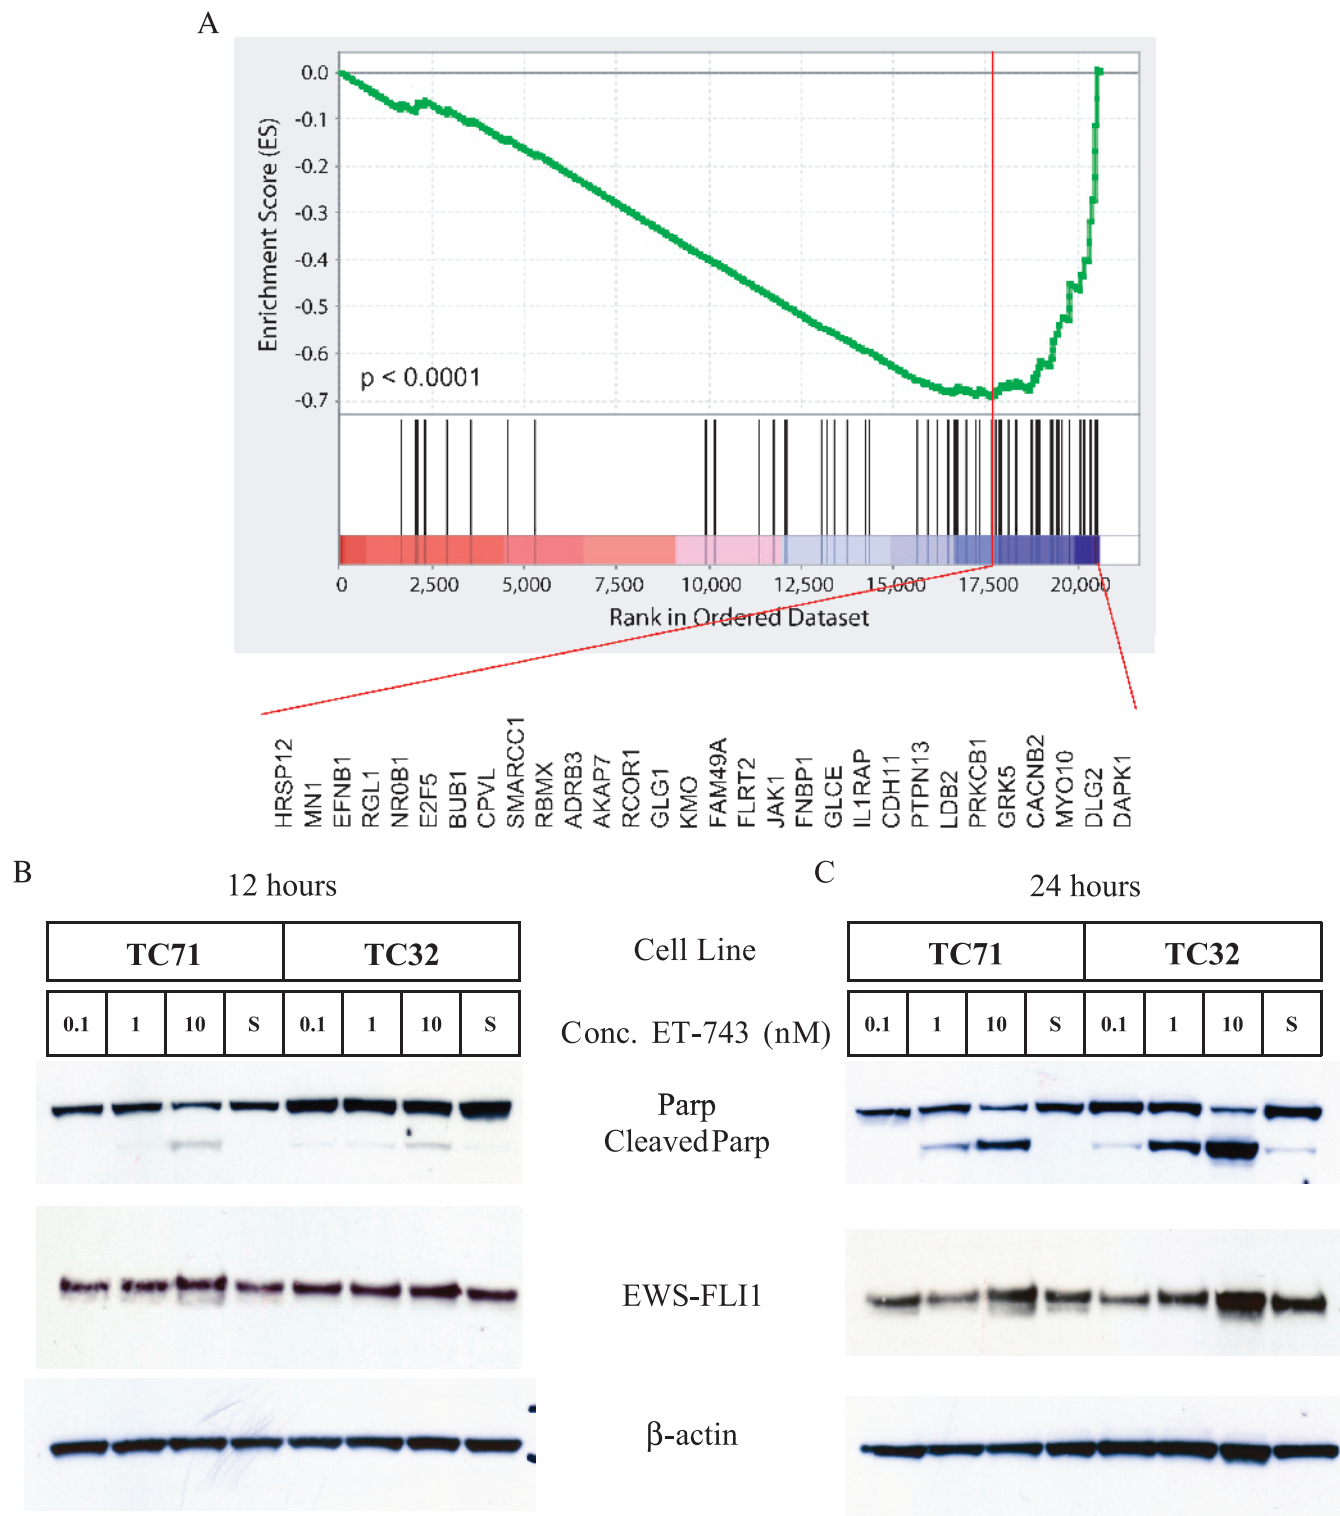 A
Enrichment Score (ES)
0.0
-0.1
-0.2
-0.3
-0.4
-0.5
-0.6
-0.7
p < 0.0001
0 2,500 5,000 7,500 10,000 12,500 15,000 17,500 20,000
Rank in Ordered Dataset
HRSP12
MN1
EFNB1
RGL1
NR0B1
E2F5
BUB1
CPVL
SMARCC1
RBMX
ADRB3
AKAP7
RCOR1
GLG1
KMO
FAM49A
FLRT2
JAK1
FNBP1
GLCE
IL1RAP
CDH11
PTPN13
LDB2
PRKCB1
GRK5
CACNB2
MYO10
DLG2
DAPK1
B
12 hours
C
24 hours
TC71 TC32
Cell Line
TC71 TC32
0.1 1 10 S 0.1 1 10 S
Conc. ET-743 (nM)
0.1 1 10 S 0.1 1 10 S
Parp
Cleaved Parp
EWS-FLI1
β-actin